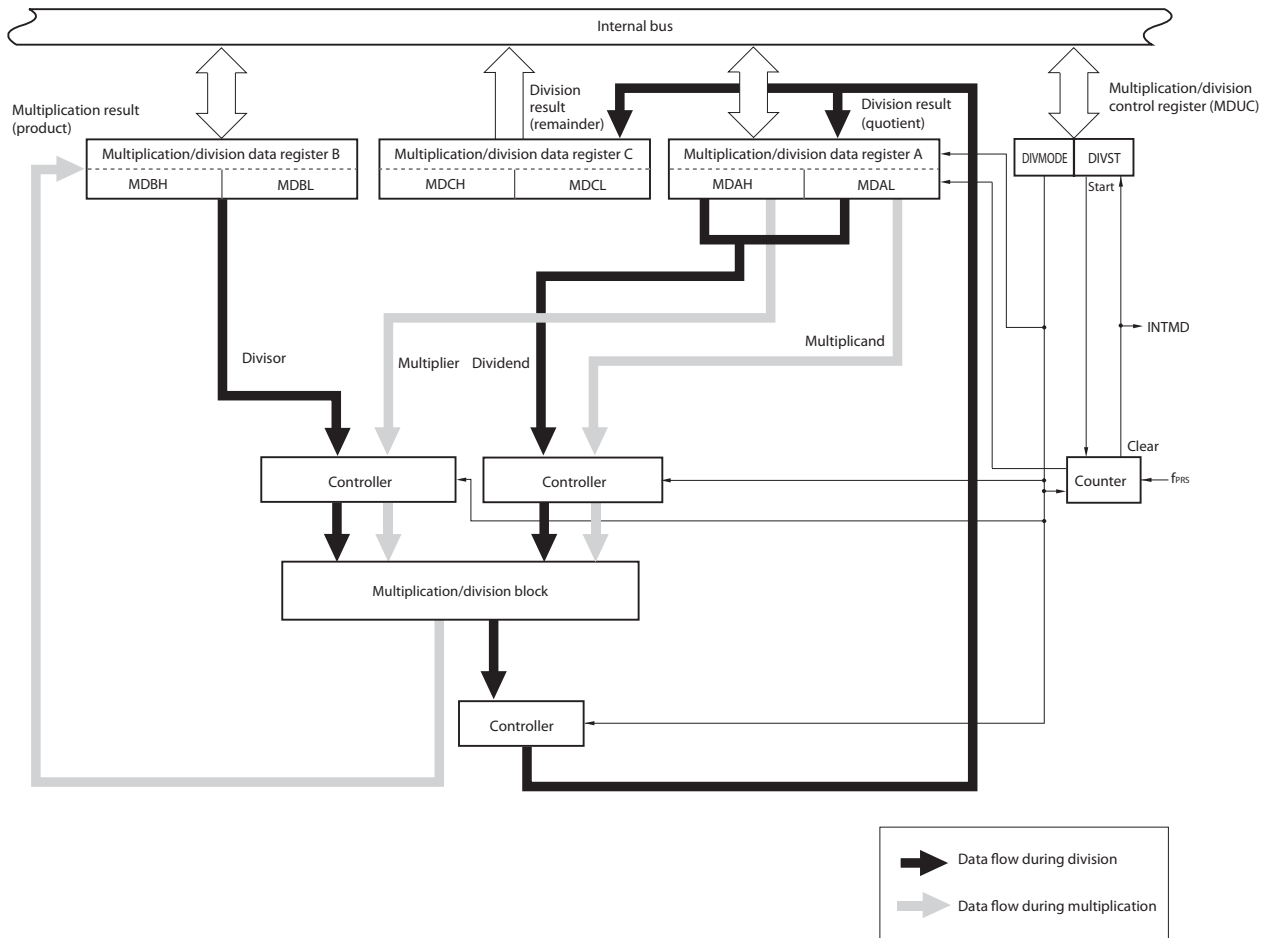 Internal bus
Multiplication result
(product)
Division
result
(remainder)
Division result
(quotient)
Multiplication/division
control register (MDUC)
Multiplication/division data register B
MDBH
MDBL
Multiplication/division data register C
MDCH
MDCL
Multiplication/division data register A
MDAH
MDAL
DIVMODE
DIVST
Start
INTMD
Divisor
Multiplier
Dividend
Multiplicand
Clear
Controller
Controller
Counter
fPRS
Multiplication/division block
Controller
Data flow during division
Data flow during multiplication